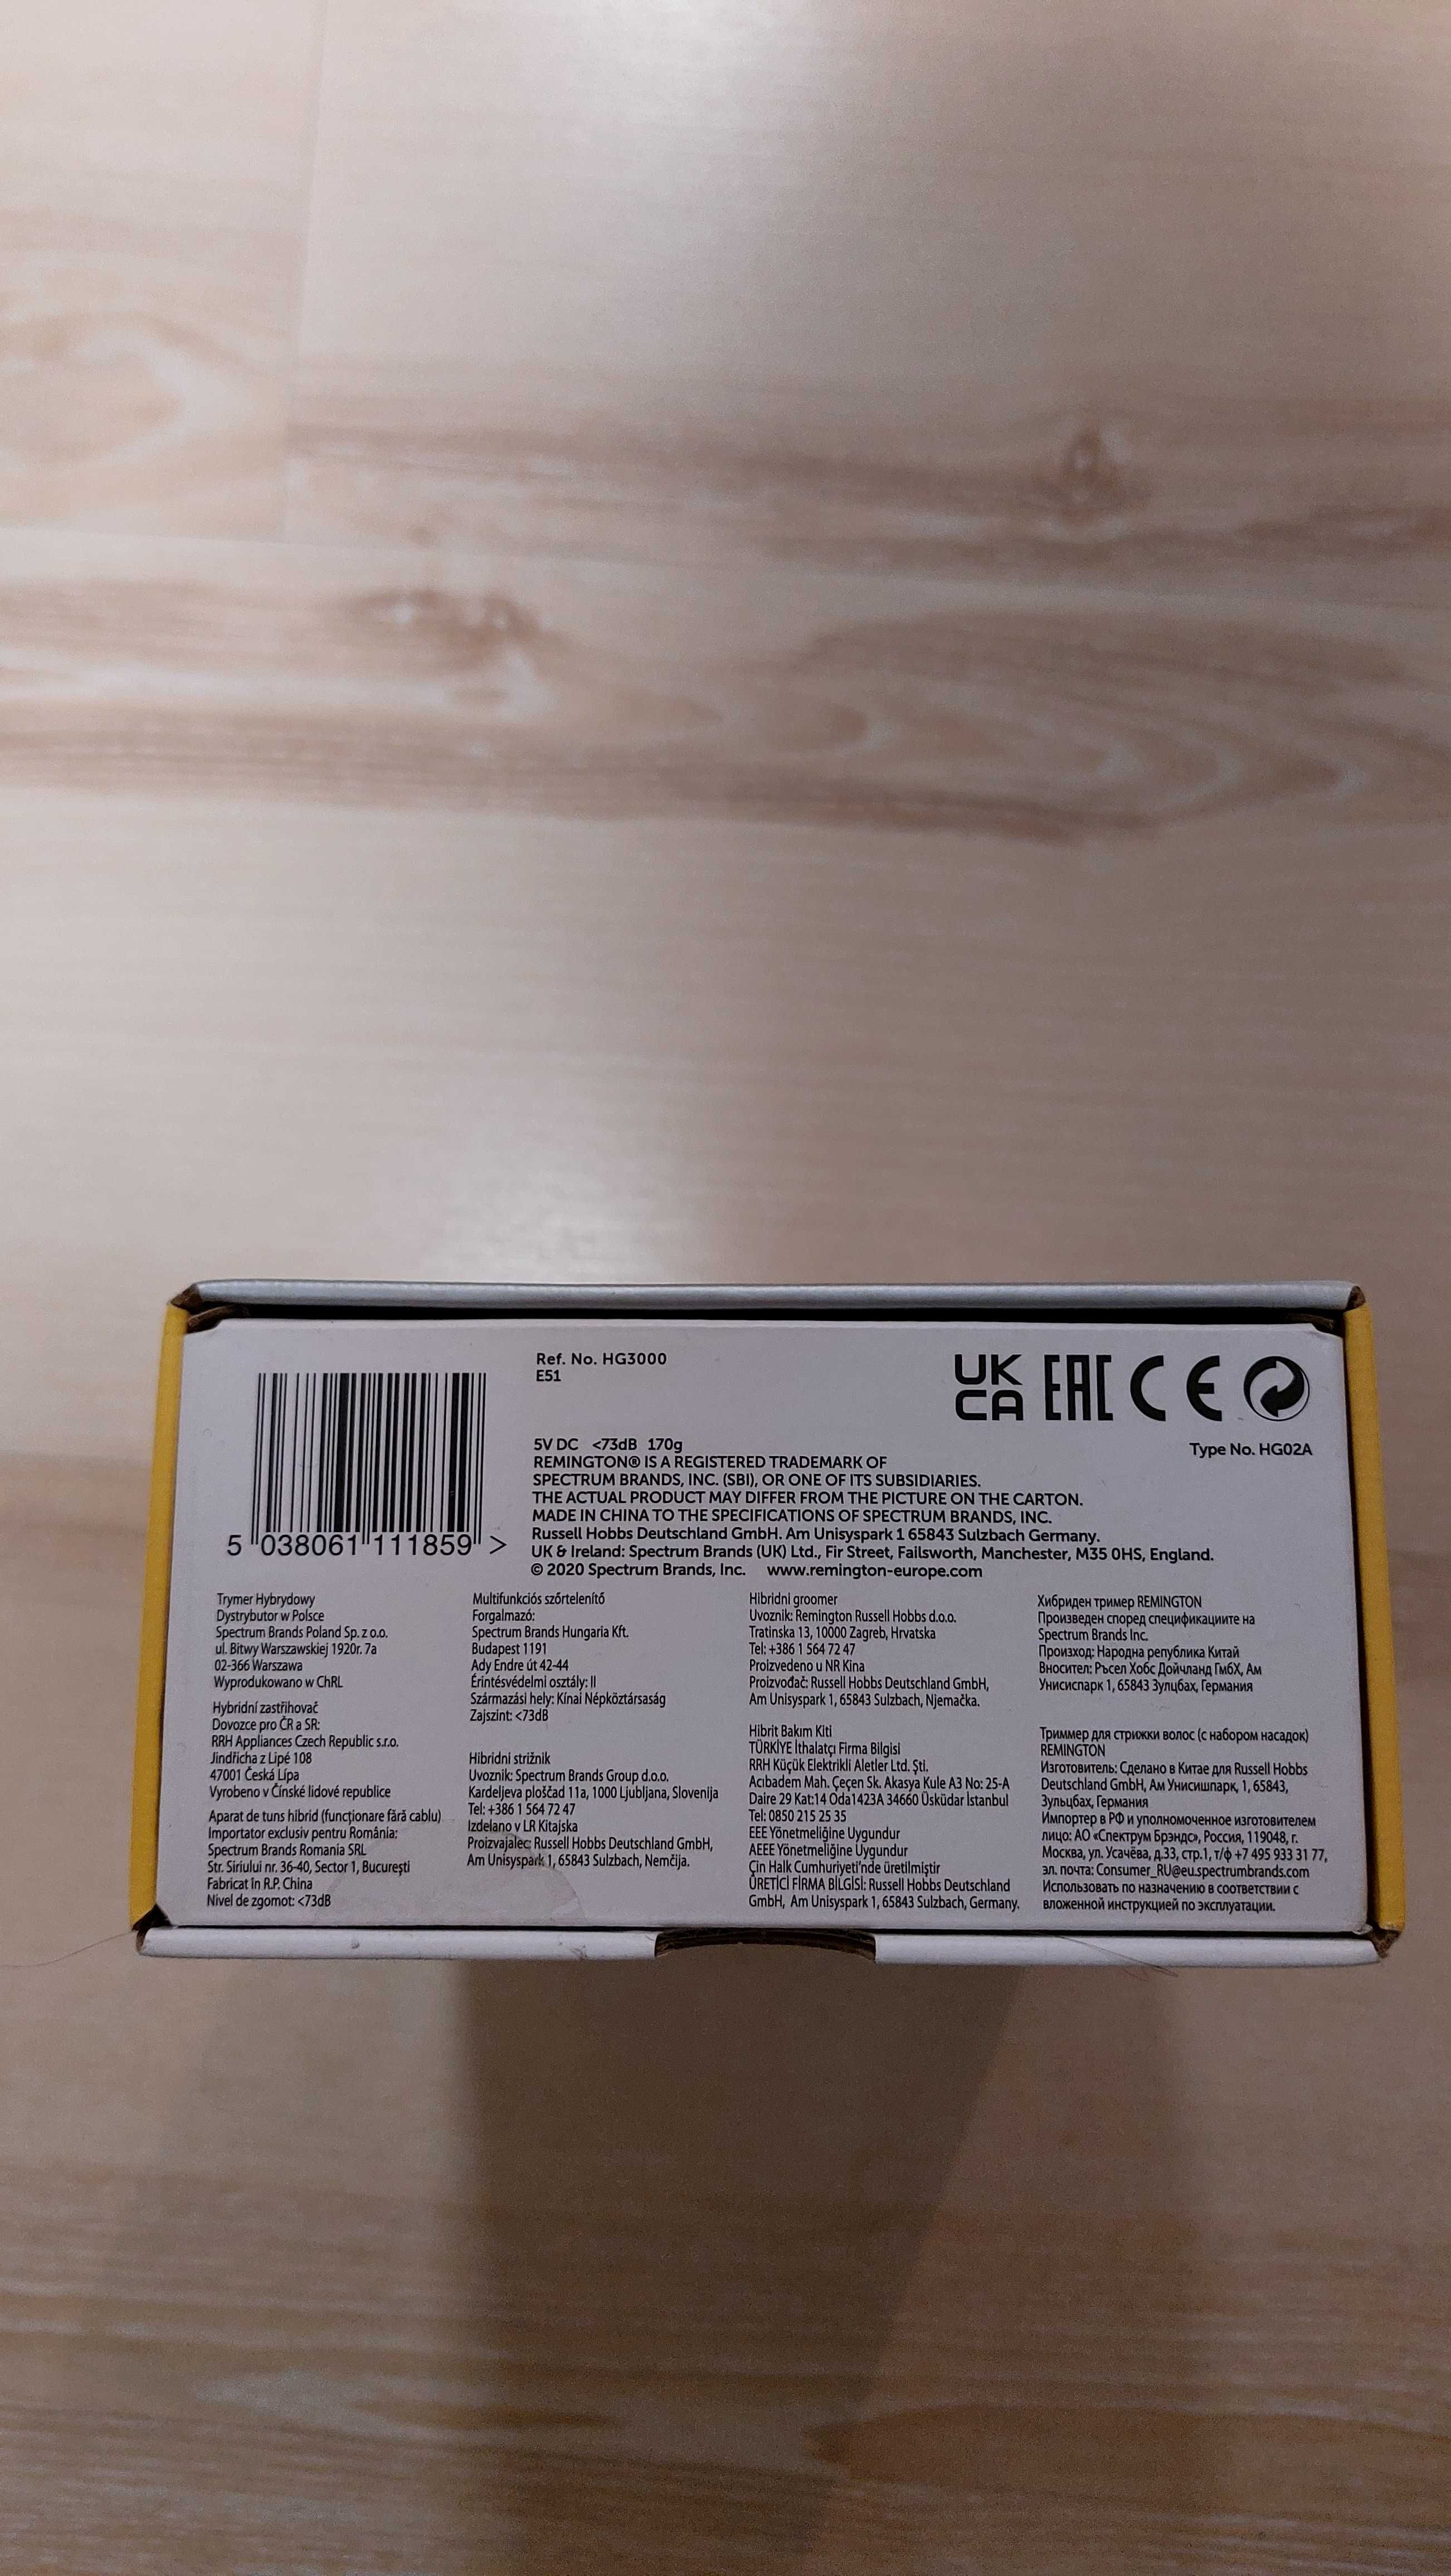 Ref. No. HG3000
E51
UK
CA EAC CE
5V DC <73dB 170g
Type No. HG02A
REMINGTON® IS A REGISTERED TRADEMARK OF
SPECTRUM BRANDS, INC. (SBI), OR ONE OF ITS SUBSIDIARIES.
THE ACTUAL PRODUCT MAY DIFFER FROM THE PICTURE ON THE CARTON.
MADE IN CHINA TO THE SPECIFICATIONS OF SPECTRUM BRANDS, INC.
Russell Hobbs Deutschland GmbH. Am Unisyspark 1 65843 Sulzbach Germany.
UK & Ireland: Spectrum Brands (UK) Ltd., Fir Street, Failsworth, Manchester, M35 0HS, England.
© 2020 Spectrum Brands, Inc. www.remington-europe.com
5 038061 111859 >
Trymer Hybrydowy
Dystrybutor w Polsce
Spectrum Brands Poland Sp. z o.o.
ul. Bitwy Warszawskiej 1920r. 7a
02-366 Warszawa
Wyprodukowano w ChRL
Hybridní zastřihovač
Dovozce pro ČR a SR:
RRH Appliances Czech Republic s.r.o.
Jindřicha z Lipé 108
47001 Česká Lípa
Vyrobeno v Čínské lidové republice
Aparat de tuns hibrid (funcționare fără cablu)
Importator exclusiv pentru România:
Spectrum Brands Romania SRL
Str. Siriului nr. 36-40, Sector 1, București
Fabricat în R.P. China
Nivel de zgomot: <73dB
Multifunkciós szőrtelenítő
Forgalmazó:
Spectrum Brands Hungaria Kft.
Budapest 1191
Ady Endre út 42-44
Érintésvédelmi osztály: II
Származási hely: Kínai Népköztársaság
Zajszint: <73dB
Hibridni strižnik
Uvoznik: Spectrum Brands Group d.o.o.
Kardeljeva ploščad 11a, 1000 Ljubljana, Slovenija
Tel: +386 1 564 72 47
Izdelano v LR Kitajska
Proizvajalec: Russell Hobbs Deutschland GmbH,
Am Unisyspark 1, 65843 Sulzbach, Nemčija.
Hibridni groomer
Uvoznik: Remington Russell Hobbs d.o.o.
Tratinska 13, 10000 Zagreb, Hrvatska
Tel: +386 1 564 72 47
Proizvedeno u NR Kina
Proizvođač: Russell Hobbs Deutschland GmbH,
Am Unisyspark 1, 65843 Sulzbach, Njemačka.
Hibrit Bakım Kiti
TÜRKİYE İthalatçı Firma Bilgisi
RRH Küçük Elektrikli Aletler Ltd. Şti.
Acıbadem Mah. Çeçen Sk. Akasya Kule A3 No: 25-A
Daire 29 Kat:14 Oda1423A 34660 Üsküdar İstanbul
Tel: 0850 215 25 35
EEE Yönetmeliğine Uygundur
AEEE Yönetmeliğine Uygundur
Çin Halk Cumhuriyeti'nde üretilmiştir
ÜRETİCİ FİRMA BİLGİSİ: Russell Hobbs Deutschland
GmbH, Am Unisyspark 1, 65843 Sulzbach, Germany.
Хибриден тример REMINGTON
Произведен според спецификациите на
Spectrum Brands Inc.
Произход: Народна република Китай
Вносител: Ръсел Хобс Дойчланд ГмбХ, Ам
Унисиспарк 1, 65843 Зулцбах, Германия
Триммер для стрижки волос (с набором насадок)
REMINGTON
Изготовитель: Сделано в Китае для Russell Hobbs
Deutschland GmbH, Ам Унисишпарк, 1, 65843,
Зульцбах, Германия
Импортер в РФ и уполномоченное изготовителем
лицо: АО «Спектрум Брэндс», Россия, 119048, г.
Москва, ул. Усачёва, д.33, стр.1, т/ф +7 495 933 31 77,
эл. почта: Consumer_RU@eu.spectrumbrands.com
Использовать по назначению в соответствии с
вложенной инструкцией по эксплуатации.